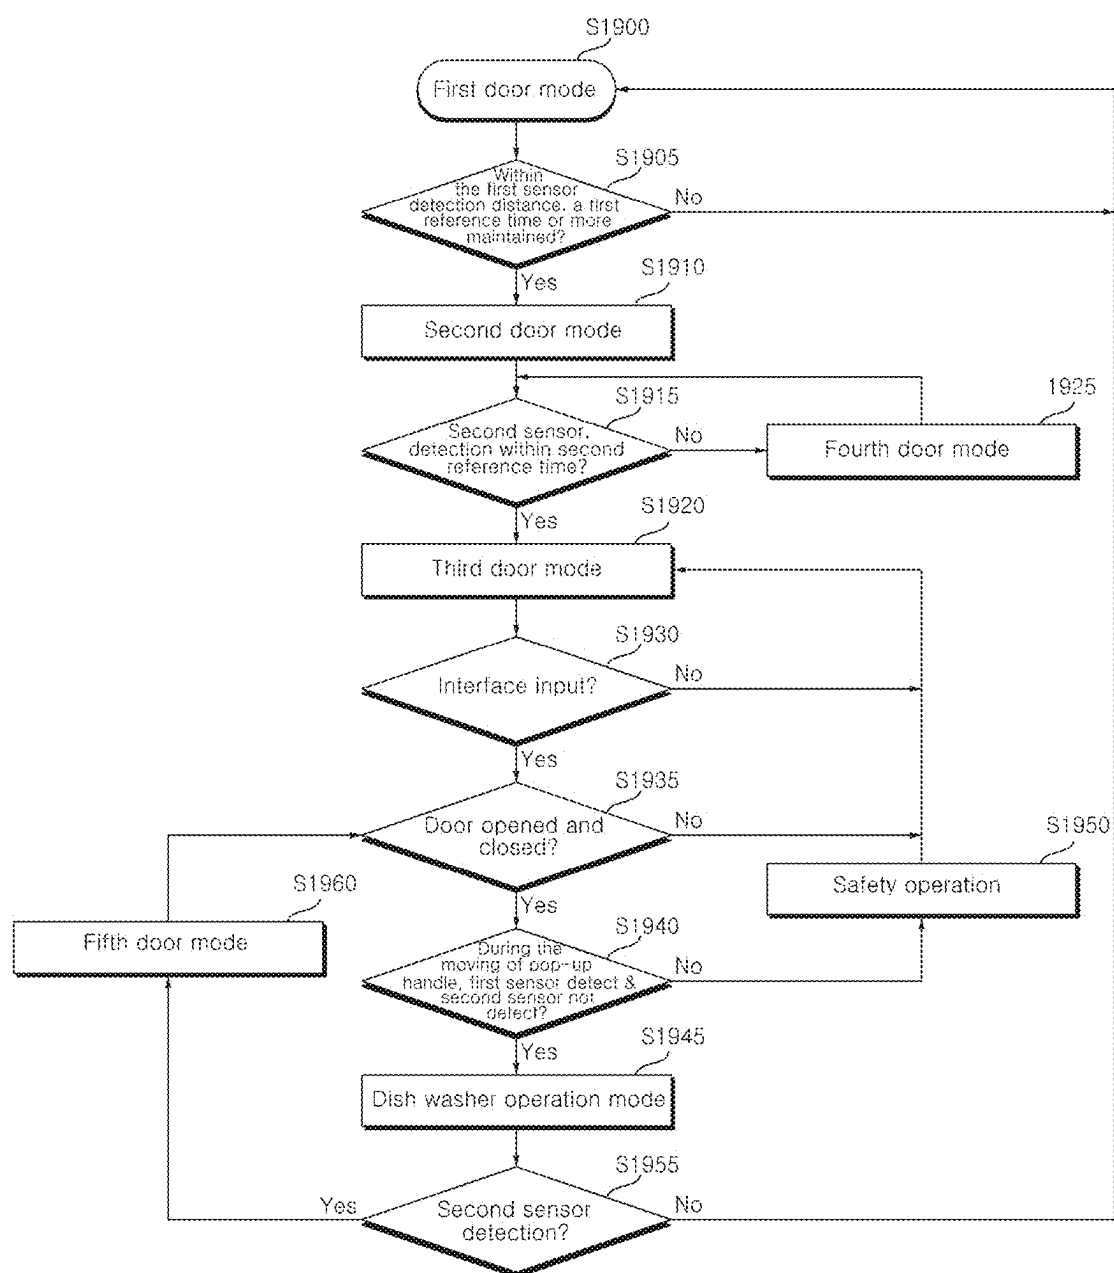 S1900
First door mode
S1905
Within
the first sensor
detection distance, a first
reference time or more
maintained?
No
Yes
S1910
Second door mode
S1915
Second sensor,
detection within second
reference time?
No
1925
Fourth door mode
Yes
S1920
Third door mode
S1930
Interface input?
No
Yes
S1935
Door opened and
closed?
No
S1950
Safety operation
Yes
S1960
Fifth door mode
S1940
During the
moving of pop-up
handle, first sensor detect &
second sensor not
detect?
No
Yes
S1945
Dish washer operation mode
S1955
Yes
Second sensor
detection?
No